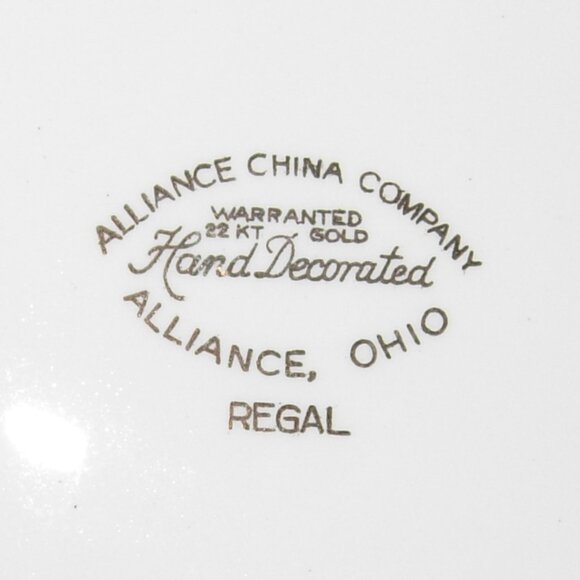 ALLIANCE CHINA COMPANY
WARRANTED
22 KT GOLD
Hand Decorated
ALLIANCE, OHIO
REGAL